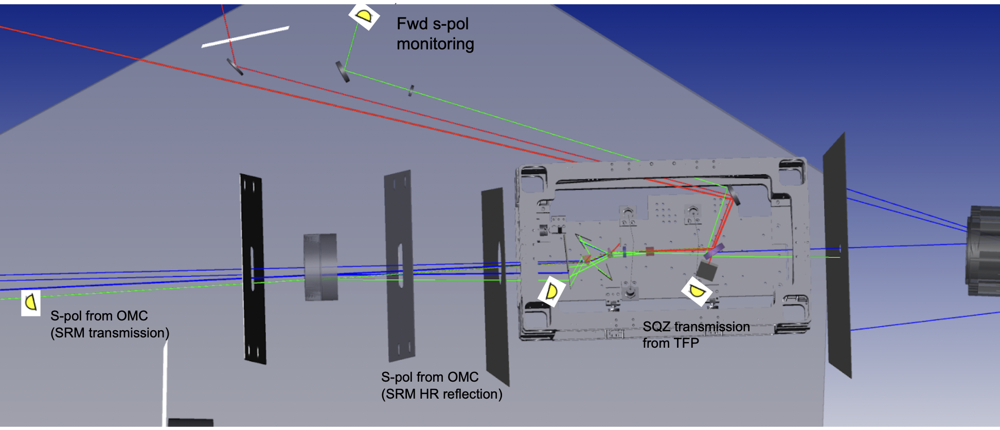 Fwd s-pol
monitoring
S-pol from OMC
(SRM transmission)
SQZ transmission
from TFP
S-pol from OMC
(SRM HR reflection)